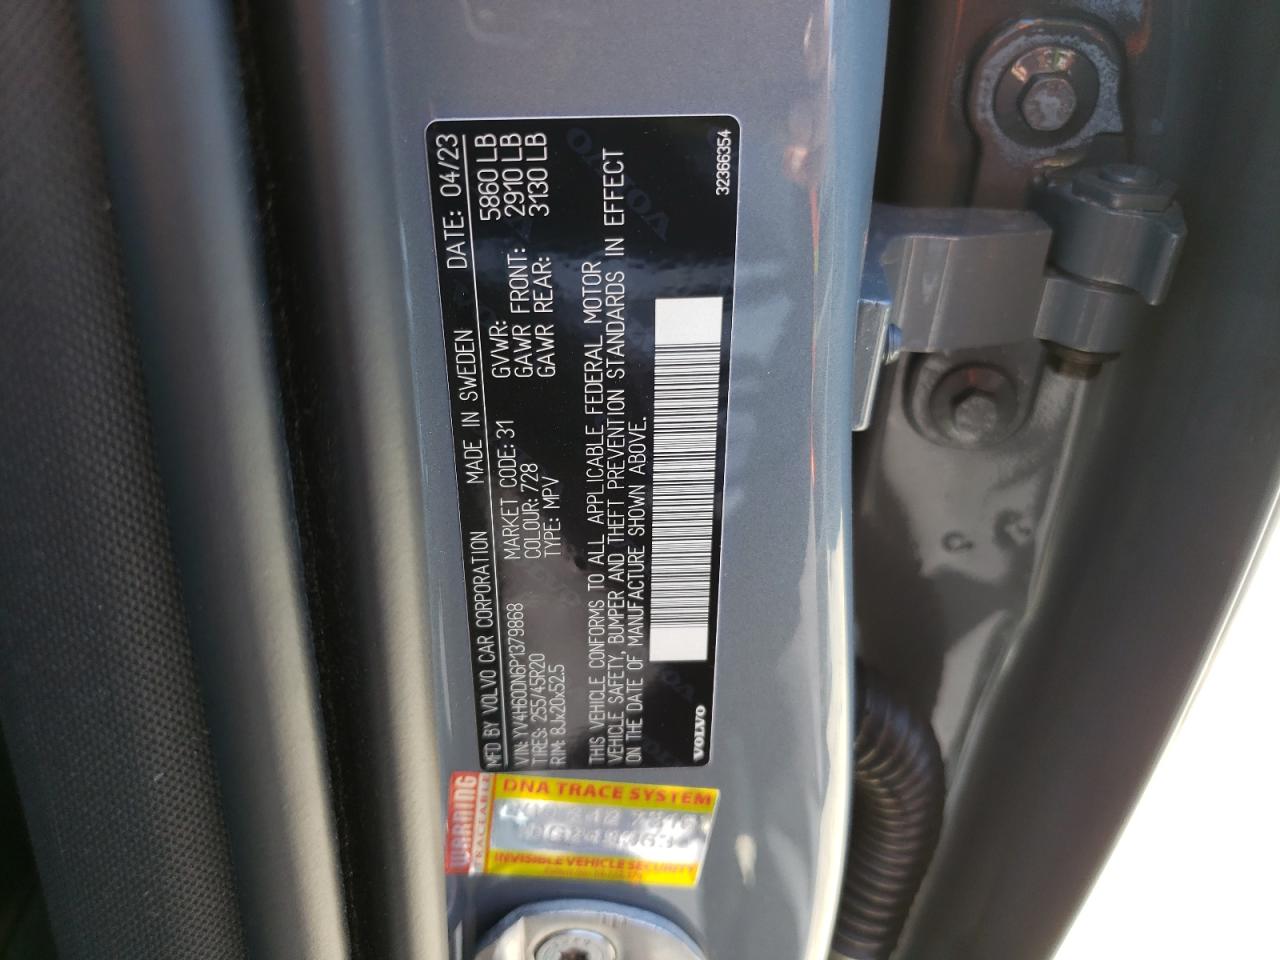 MFD BY VOLVO CAR CORPORATION MADE IN SWEDEN DATE: 04/23
VIN: YV4H60DN6P1379868 MARKET CODE: 31 GVWR: 5860 LB
TIRES: 255/45R20 COLOUR: 728 GAWR FRONT: 2910 LB
RIM: 8Jx20x52.5 TYPE: MPV GAWR REAR: 3130 LB
THIS VEHICLE CONFORMS TO ALL APPLICABLE FEDERAL MOTOR
VEHICLE SAFETY, BUMPER AND THEFT PREVENTION STANDARDS IN EFFECT
ON THE DATE OF MANUFACTURE SHOWN ABOVE.
VOLVO
32366354
WARNING
TRACEABLE
DNA TRACE SYSTEM
INVISIBLE VEHICLE SECURITY